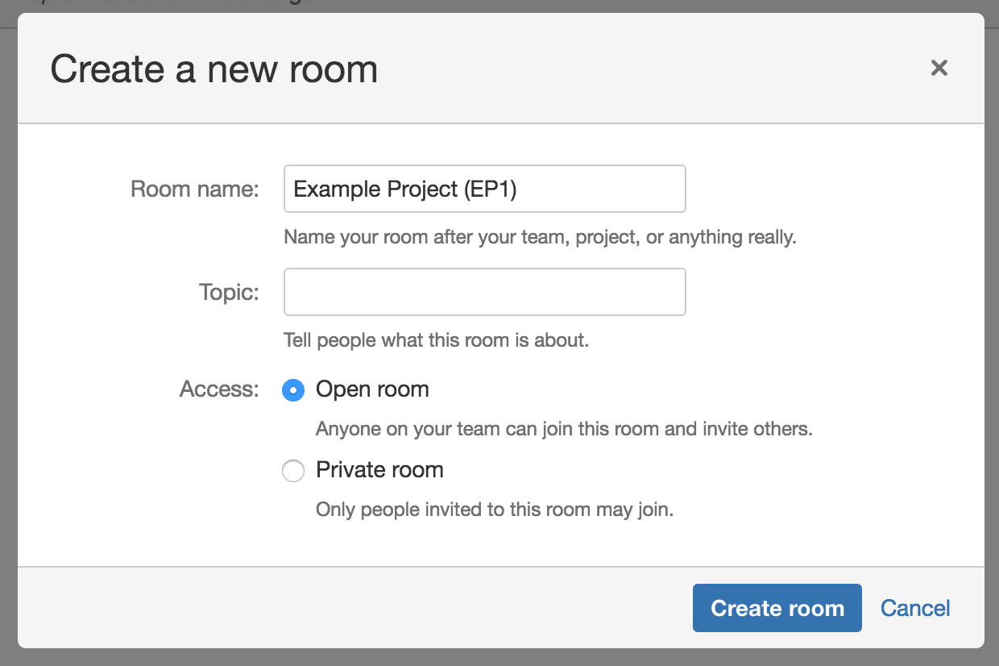 Create a new room
Room name: Example Project (EP1)
Name your room after your team, project, or anything really.
Topic:
Tell people what this room is about.
Access: Open room
Anyone on your team can join this room and invite others.
Private room
Only people invited to this room may join.
Create room Cancel